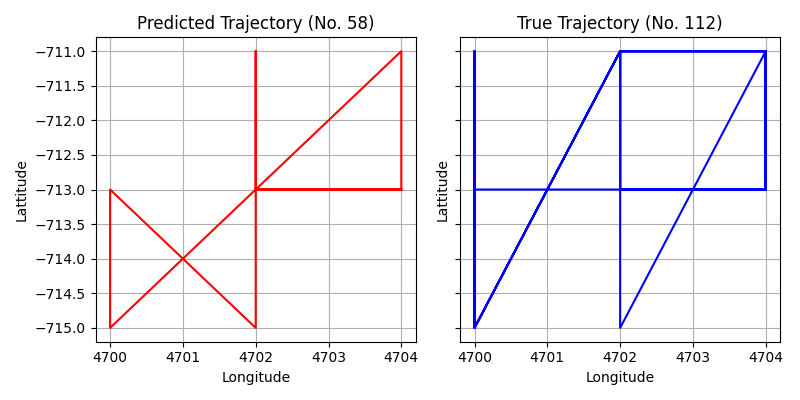 Predicted Trajectory (No. 58)
True Trajectory (No. 112)
Lattitude
−711.0
−711.5
−712.0
−712.5
−713.0
−713.5
−714.0
−714.5
−715.0
4700 4701 4702 4703 4704
Longitude
Lattitude
4700 4701 4702 4703 4704
Longitude